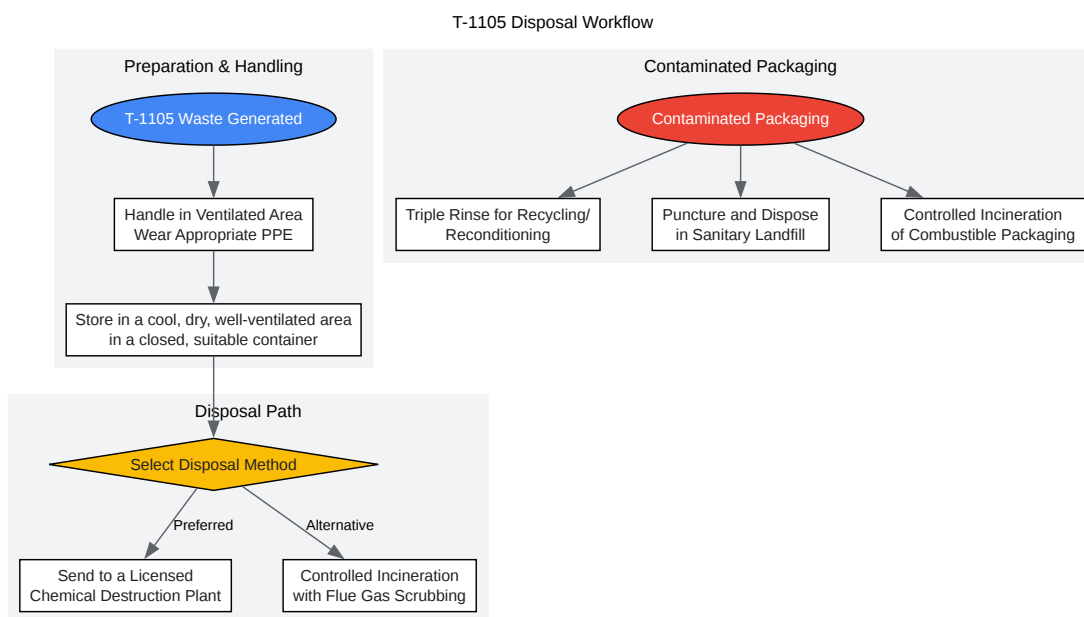 T-1105 Disposal Workflow
Preparation & Handling
T-1105 Waste Generated
Handle in Ventilated Area
Wear Appropriate PPE
Store in a cool, dry, well-ventilated area
in a closed, suitable container
Disposal Path
Select Disposal Method
Preferred
Alternative
Send to a Licensed
Chemical Destruction Plant
Controlled Incineration
with Flue Gas Scrubbing
Contaminated Packaging
Contaminated Packaging
Triple Rinse for Recycling/
Reconditioning
Puncture and Dispose
in Sanitary Landfill
Controlled Incineration
of Combustible Packaging